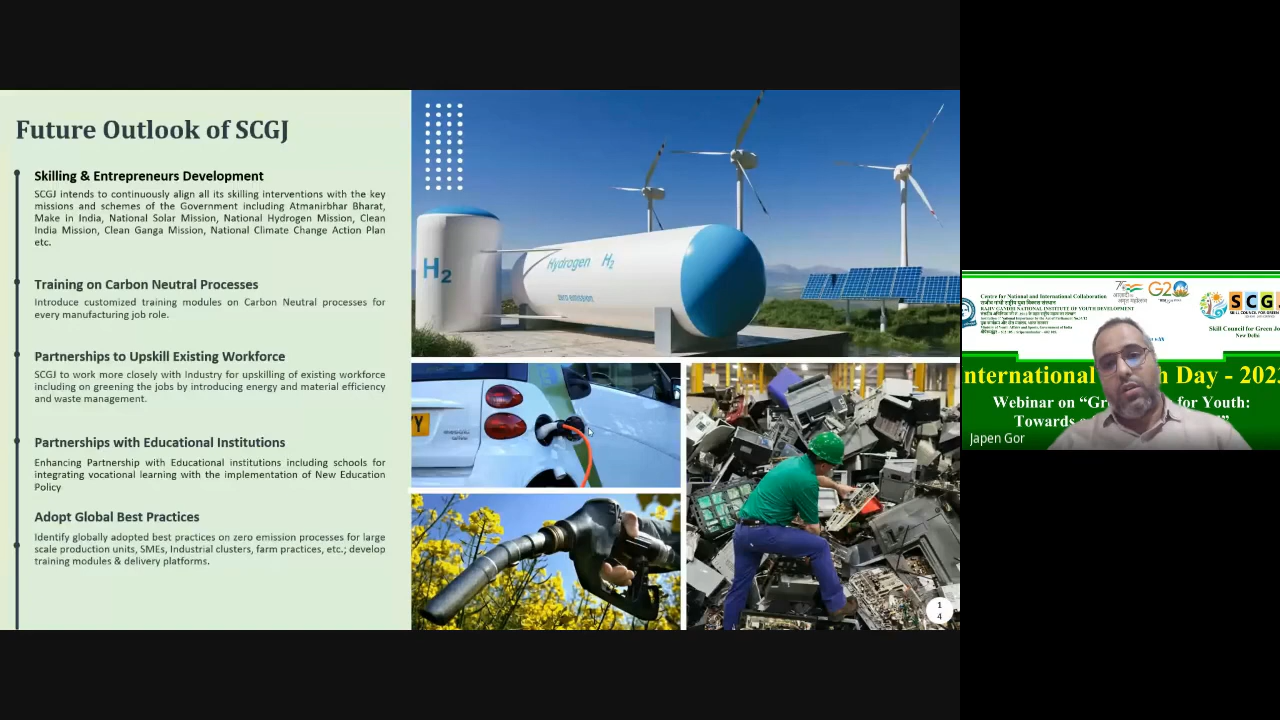 Future Outlook of SCGJ
Skilling & Entrepreneurs Development
SCGJ intends to continuously align all its skilling interventions with the key
missions and schemes of the Government including Atmanirbhar Bharat,
Make in India, National Solar Mission, National Hydrogen Mission, Clean
India Mission, Clean Ganga Mission, National Climate Change Action Plan
etc.
Training on Carbon Neutral Processes
Introduce customized training modules on Carbon Neutral processes for
every manufacturing job role.
Partnerships to Upskill Existing Workforce
SCGJ to work more closely with Industry for upskilling of existing workforce
including on greening the jobs by introducing energy and material efficiency
and waste management.
Partnerships with Educational Institutions
Enhancing Partnership with Educational institutions including schools for
integrating vocational learning with the implementation of New Education
Policy
Adopt Global Best Practices
Identify globally adopted best practices on zero emission processes for large
scale production units, SMEs, Industrial clusters, farm practices, etc.; develop
training modules & delivery platforms.
H2
Hydrogen H2
zero emission
Y
1
4
Centre for National and International Collaboration
RAJIV GANDHI NATIONAL INSTITUTE OF YOUTH DEVELOPMENT
G20
SCGJ
Skill Council for Green Jo
New Delhi
with
nternational h Day - 202
Webinar on “Gr for Youth:
Towards
Japen Gor